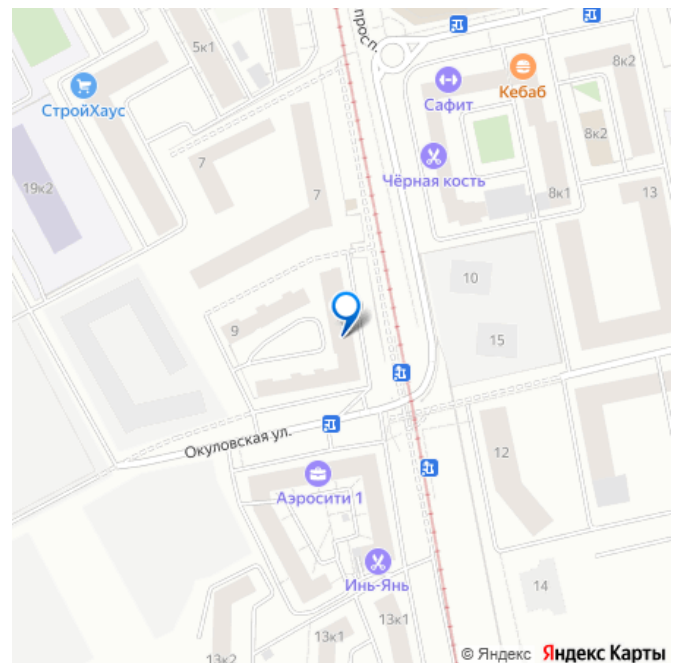 просп.
5к1
8к2
СтройХаус
Сафит
Кебаб
8к2
7
Чёрная кость
19к2
7
8к1
13
10
9
15
Окуловская ул.
12
Аэросити 1
Инь-Янь
14
13к1
13к1
13к2
© Яндекс Яндекс Карты